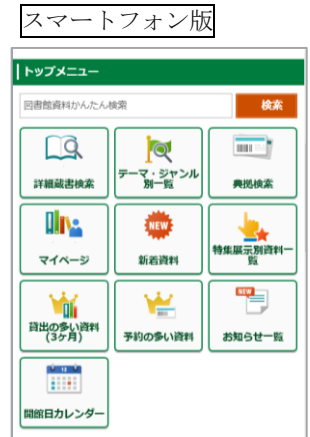 スマートフォン版
トップメニュー
図書館資料かんたん検索
検索
詳細蔵書検索
テーマ・ジャンル
別一覧
典拠検索
マイページ
NEW
新着資料
特集展示別資料一
覧
貸出の多い資料
(3ヶ月)
予約の多い資料
NEW
お知らせ一覧
開館日カレンダー